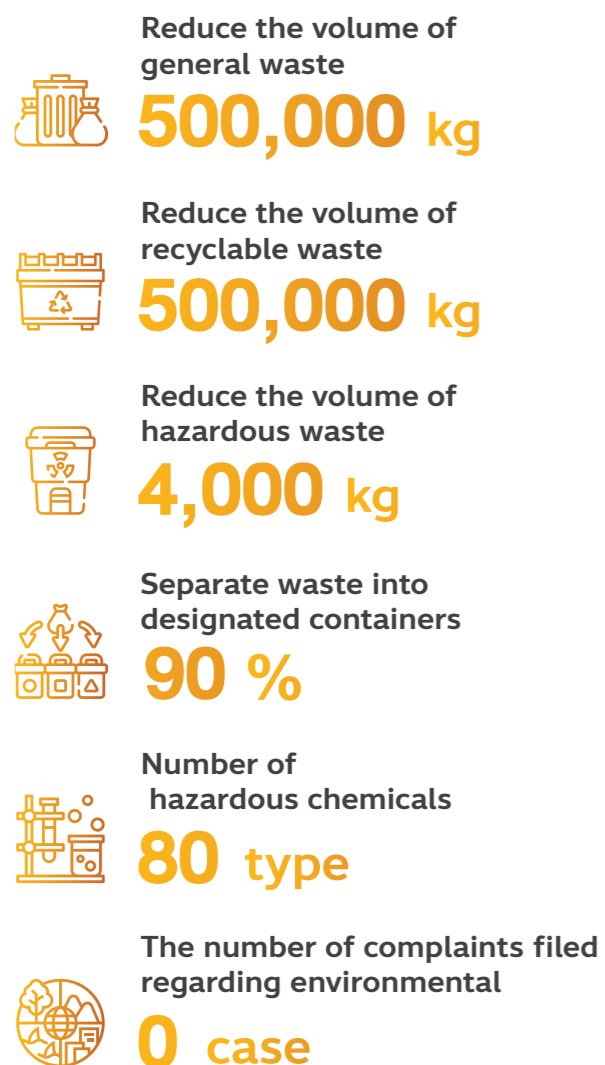 Reduce the volume of
general waste
500,000 kg
Reduce the volume of
recyclable waste
500,000 kg
Reduce the volume of
hazardous waste
4,000 kg
Separate waste into
designated containers
90 %
Number of
hazardous chemicals
80 type
The number of complaints filed
regarding environmental
0 case